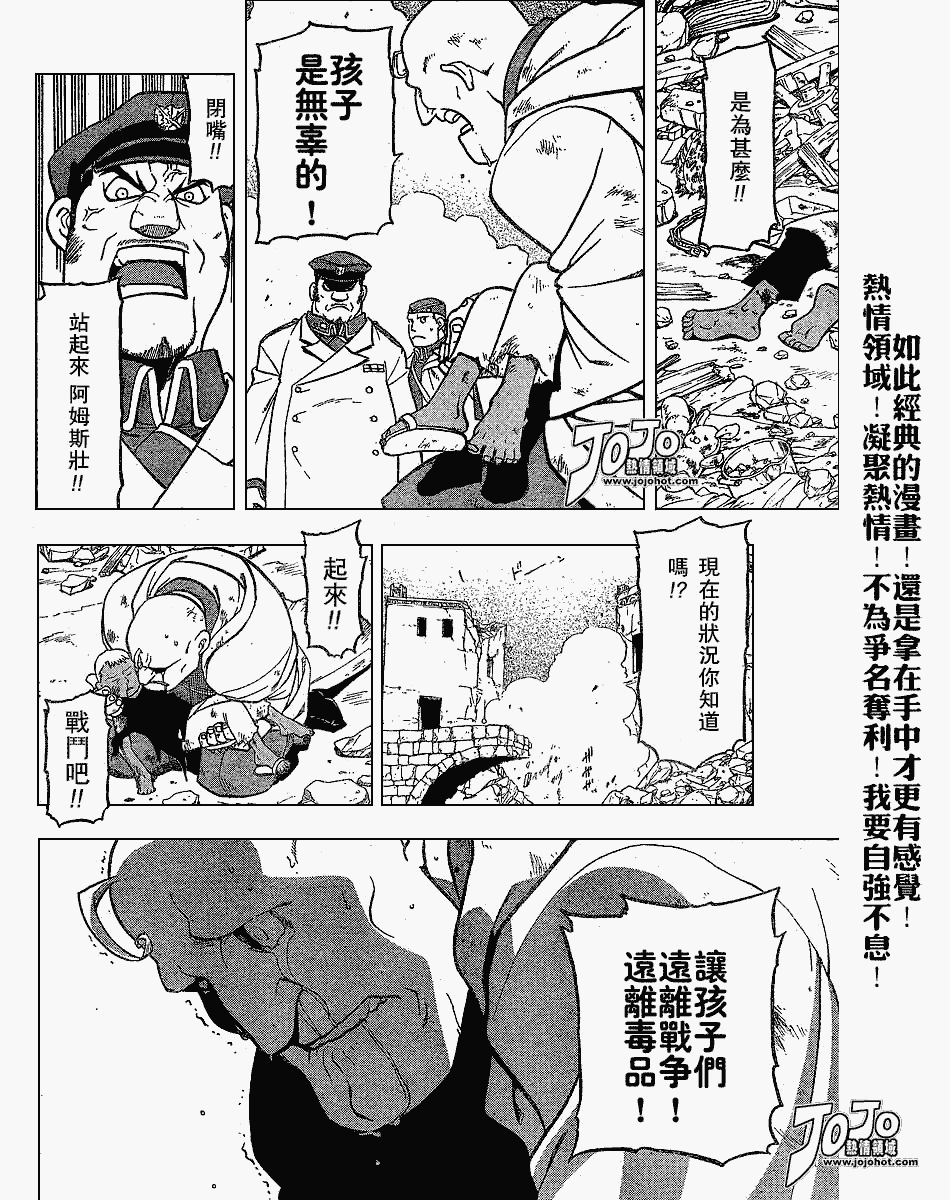 是為甚麼!!
孩子
是無辜的！
閉嘴!!
站起來 阿姆斯壯!!
JOJO
熱情領域
www.jojohot.com
現在的狀況你知道
嗎!?
ドーン
起來!!
戰鬥吧!!
讓孩子們
遠離戰争！
遠離毒品！
如此經典的漫畫！還是拿在手中才更有感覺！
熱情領域！凝聚熱情！不為爭名奪利！我要自強不息！
JOJO
熱情領域
www.jojohot.com